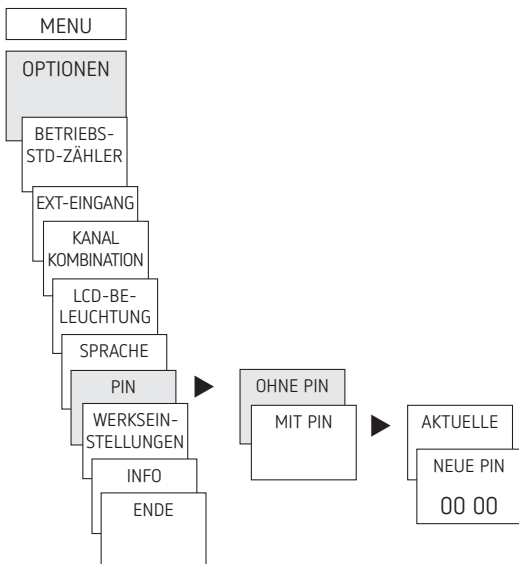 MENU
OPTIONEN
BETRIEBS-
STD-ZÄHLER
EXT-EINGANG
KANAL
KOMBINATION
LCD-BE-
LEUCHTUNG
SPRACHE
PIN
OHNE PIN
MIT PIN
AKTUELLE
NEUE PIN
00 00
WERKSEIN-
STELLUNGEN
INFO
ENDE